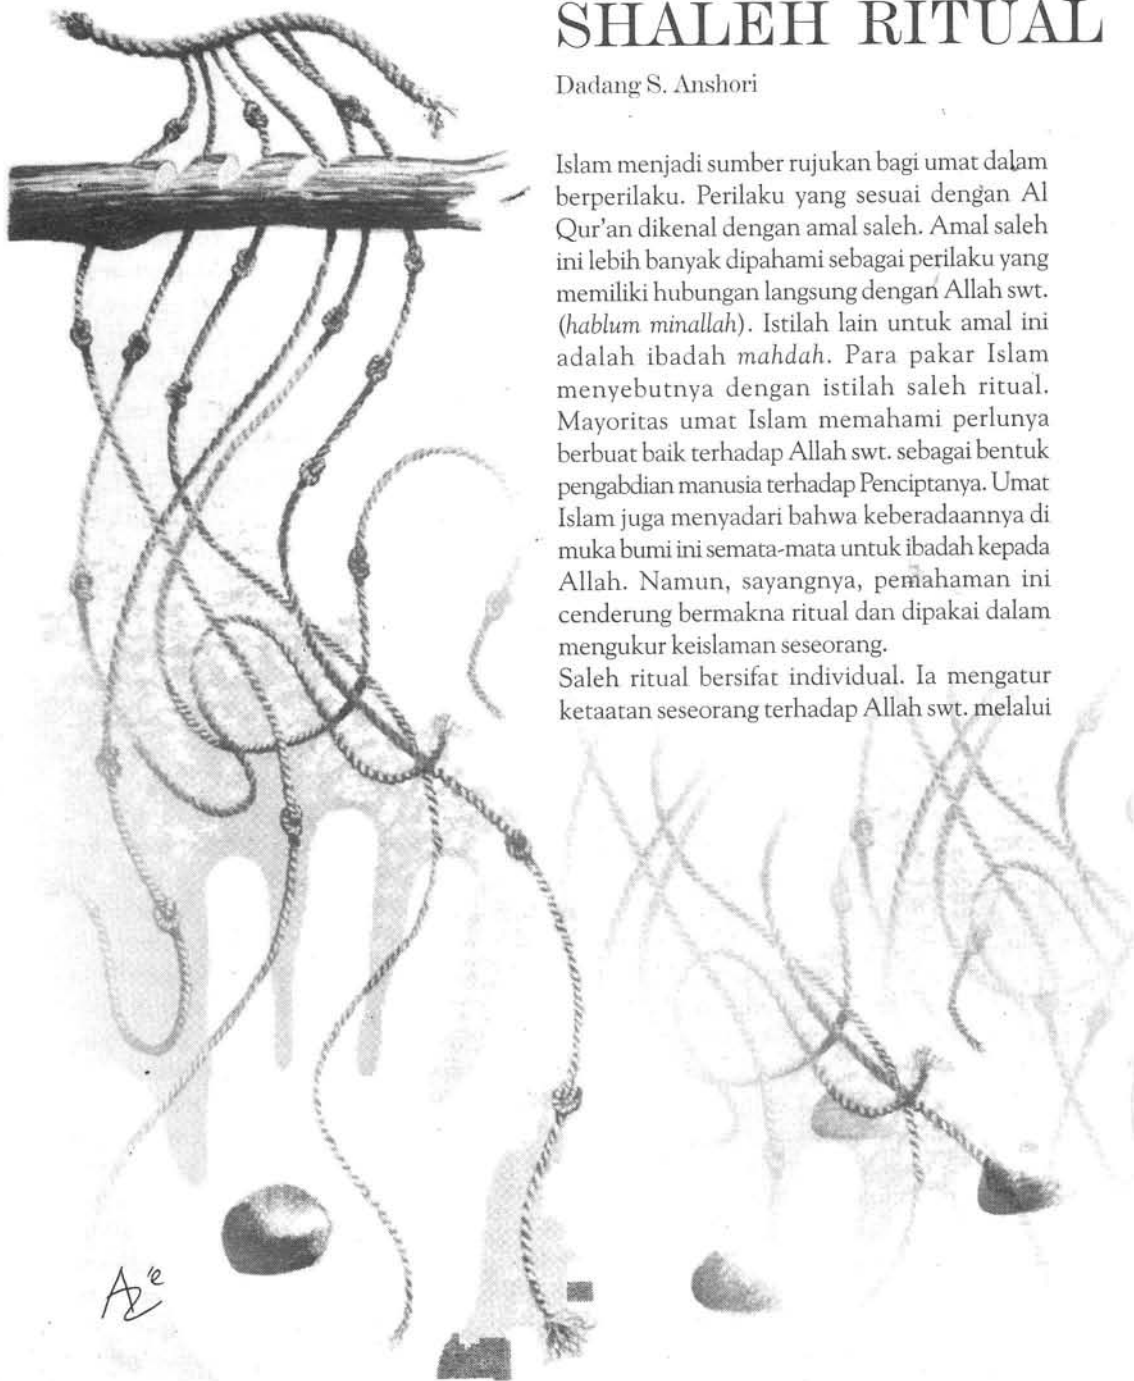 SHALEH RITUAL
Dadang S. Anshori
Islam menjadi sumber rujukan bagi umat dalam
berperilaku. Perilaku yang sesuai dengan Al
Qur'an dikenal dengan amal saleh. Amal saleh
ini lebih banyak dipahami sebagai perilaku yang
memiliki hubungan langsung dengan Allah swt.
(hablum minallah). Istilah lain untuk amal ini
adalah ibadah mahdah. Para pakar Islam
menyebutnya dengan istilah saleh ritual.
Mayoritas umat Islam memahami perlunya
berbuat baik terhadap Allah swt. sebagai bentuk
pengabdian manusia terhadap Penciptanya. Umat
Islam juga menyadari bahwa keberadaannya di
muka bumi ini semata-mata untuk ibadah kepada
Allah. Namun, sayangnya, pemahaman ini
cenderung bermakna ritual dan dipakai dalam
mengukur keislaman seseorang.
Saleh ritual bersifat individual. Ia mengatur
ketaatan seseorang terhadap Allah swt. melalui